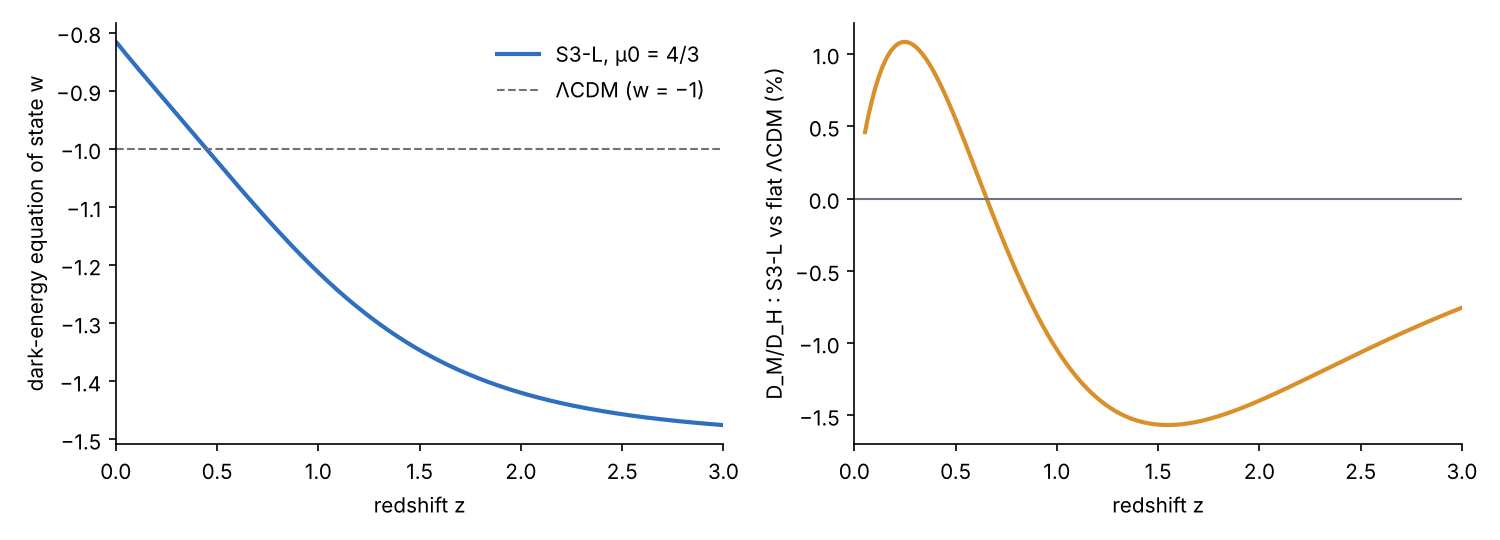 −0.8
−0.9
−1.0
−1.1
−1.2
−1.3
−1.4
−1.5
dark-energy equation of state w
S3-L, μ0 = 4/3
ΛCDM (w = −1)
0.0 0.5 1.0 1.5 2.0 2.5 3.0
redshift z
1.0
0.5
0.0
−0.5
−1.0
−1.5
D_M/D_H : S3-L vs flat ΛCDM (%)
0.0 0.5 1.0 1.5 2.0 2.5 3.0
redshift z